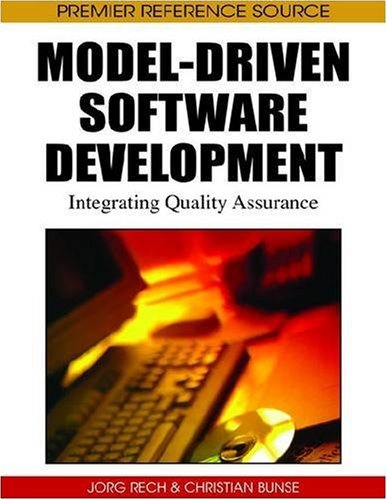 PREMIER REFERENCE SOURCE
MODEL-DRIVEN
SOFTWARE
DEVELOPMENT
Integrating Quality Assurance
JORG RECH & CHRISTIAN BUNSE